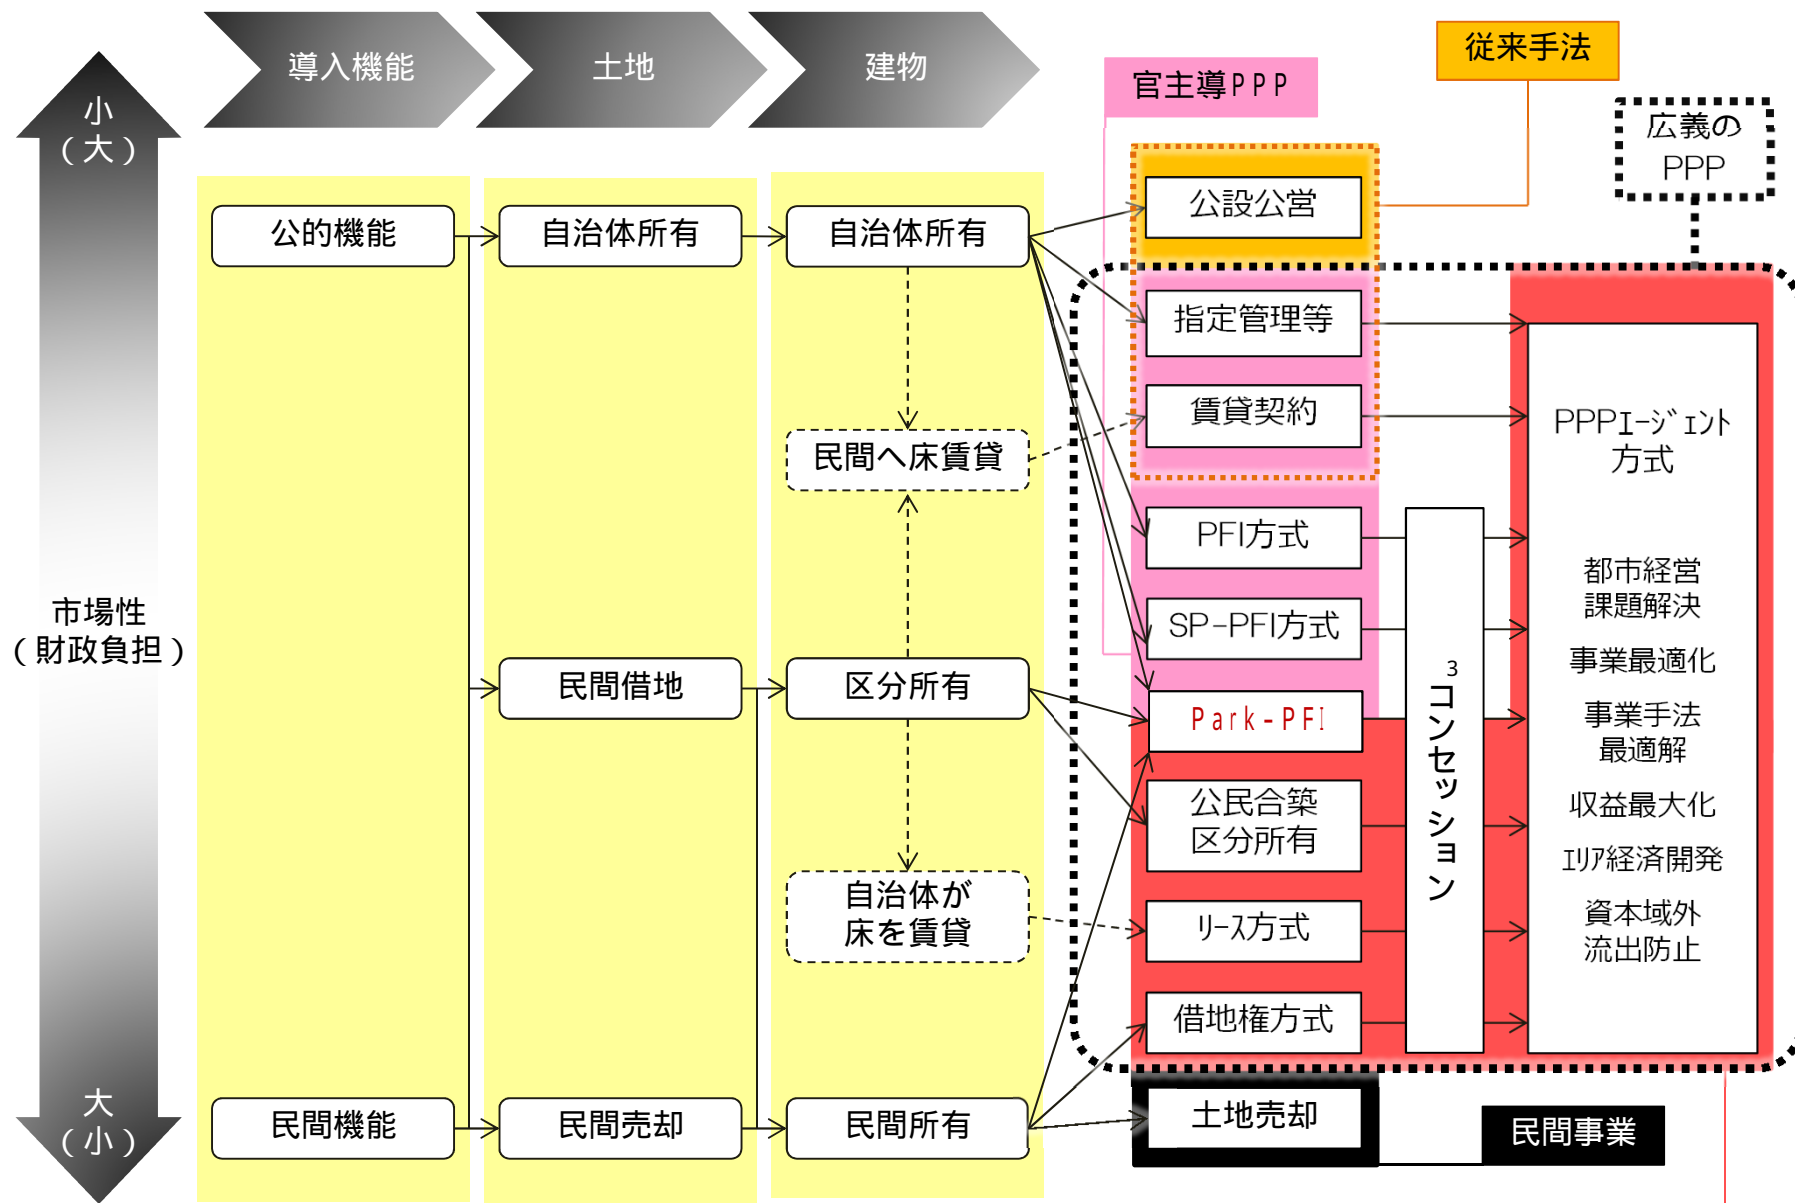 導入機能
土地
建物
従来手法
官主導PPP
広義の
PPP
小
（大）
市場性
（財政負担）
大
（小）
公的機能
自治体所有
自治体所有
民間へ床賃貸
民間借地
区分所有
自治体が
床を賃貸
民間機能
民間売却
民間所有
公設公営
指定管理等
賃貸契約
PFI方式
SP-PFI方式
Park-PFI
公民合築
区分所有
ﾘｰｽ方式
借地権方式
土地売却
3
コンセッション
PPPｴｰｼﾞｪﾝﾄ
方式
都市経営
課題解決
事業最適化
事業手法
最適解
収益最大化
ｴﾘｱ経済開発
資本域外
流出防止
民間事業